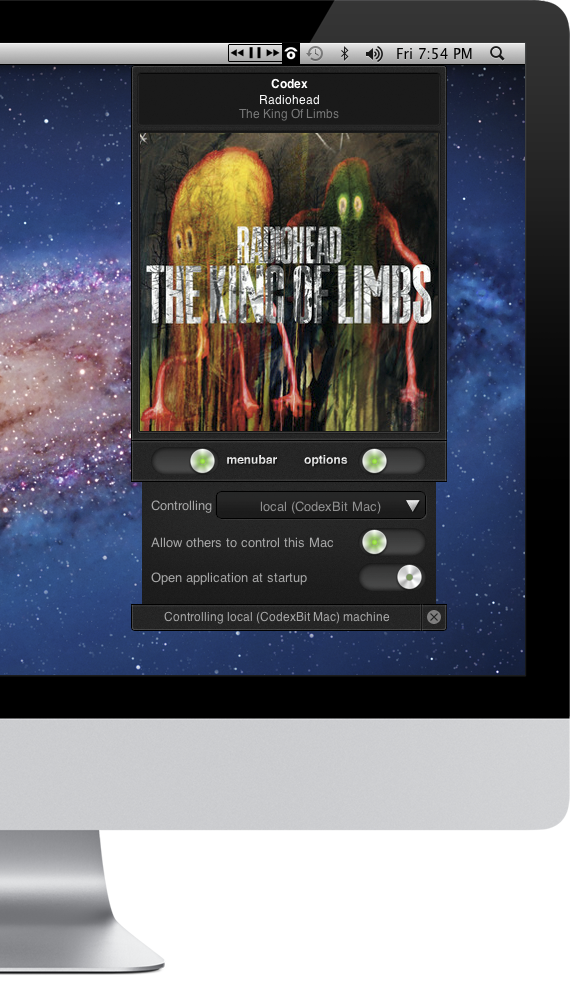 Fri 7:54 PM
Codex
Radiohead
The King Of Limbs
RADIOHEAD
THE KING OF LIMBS
menubar options
Controlling local (CodexBit Mac)
Allow others to control this Mac
Open application at startup
Controlling local (CodexBit Mac) machine